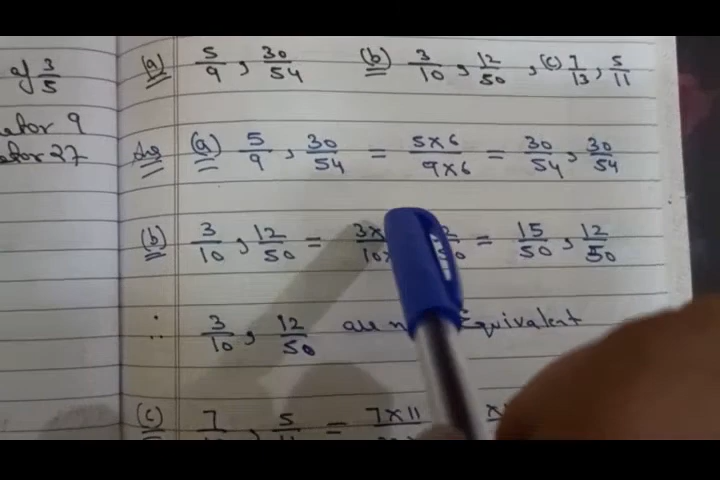 of 3/5
(a) 5/9, 30/54 (b) 3/10, 12/50, (c) 7/13, 5/11
9
27
Ans (a) 5/9, 30/54 = 5×6/9×6 = 30/54, 30/54
(b) 3/10, 12/50 = 3×/10× = 15/50, 12/50
∴ 3/10, 12/50 are Equivalent
(c) 7, 5 = 7×11